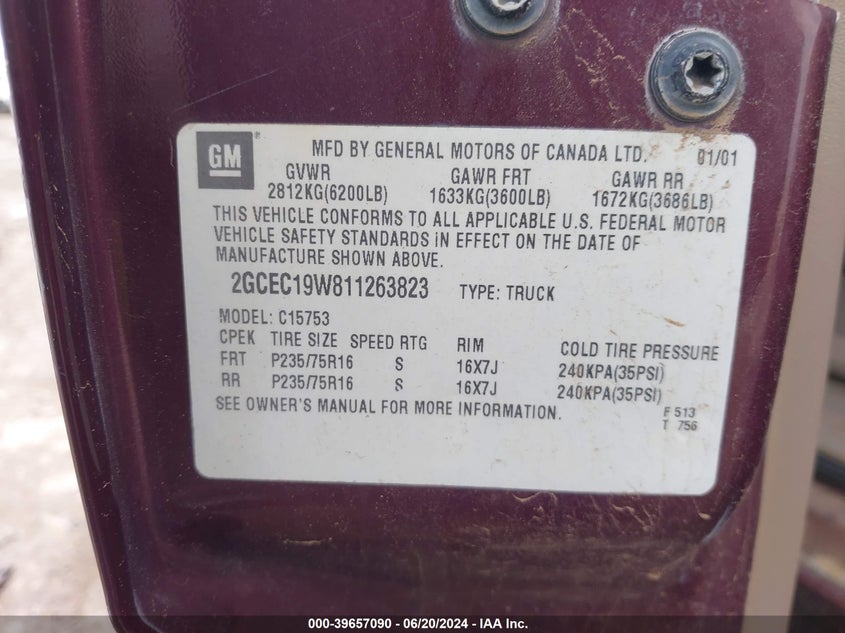 GM ® MFD BY GENERAL MOTORS OF CANADA LTD. 01/01
GVWR GAWR FRT GAWR RR
2812KG(6200LB) 1633KG(3600LB) 1672KG(3686LB)
THIS VEHICLE CONFORMS TO ALL APPLICABLE U.S. FEDERAL MOTOR
VEHICLE SAFETY STANDARDS IN EFFECT ON THE DATE OF
MANUFACTURE SHOWN ABOVE.
2GCEC19W811263823 TYPE: TRUCK
MODEL: C15753
CPEK TIRE SIZE SPEED RTG RIM COLD TIRE PRESSURE
FRT P235/75R16 S 16X7J 240KPA(35PSI)
RR P235/75R16 S 16X7J 240KPA(35PSI)
SEE OWNER'S MANUAL FOR MORE INFORMATION. F 513
T 756
000-39657090 - 06/20/2024 - IAA Inc.